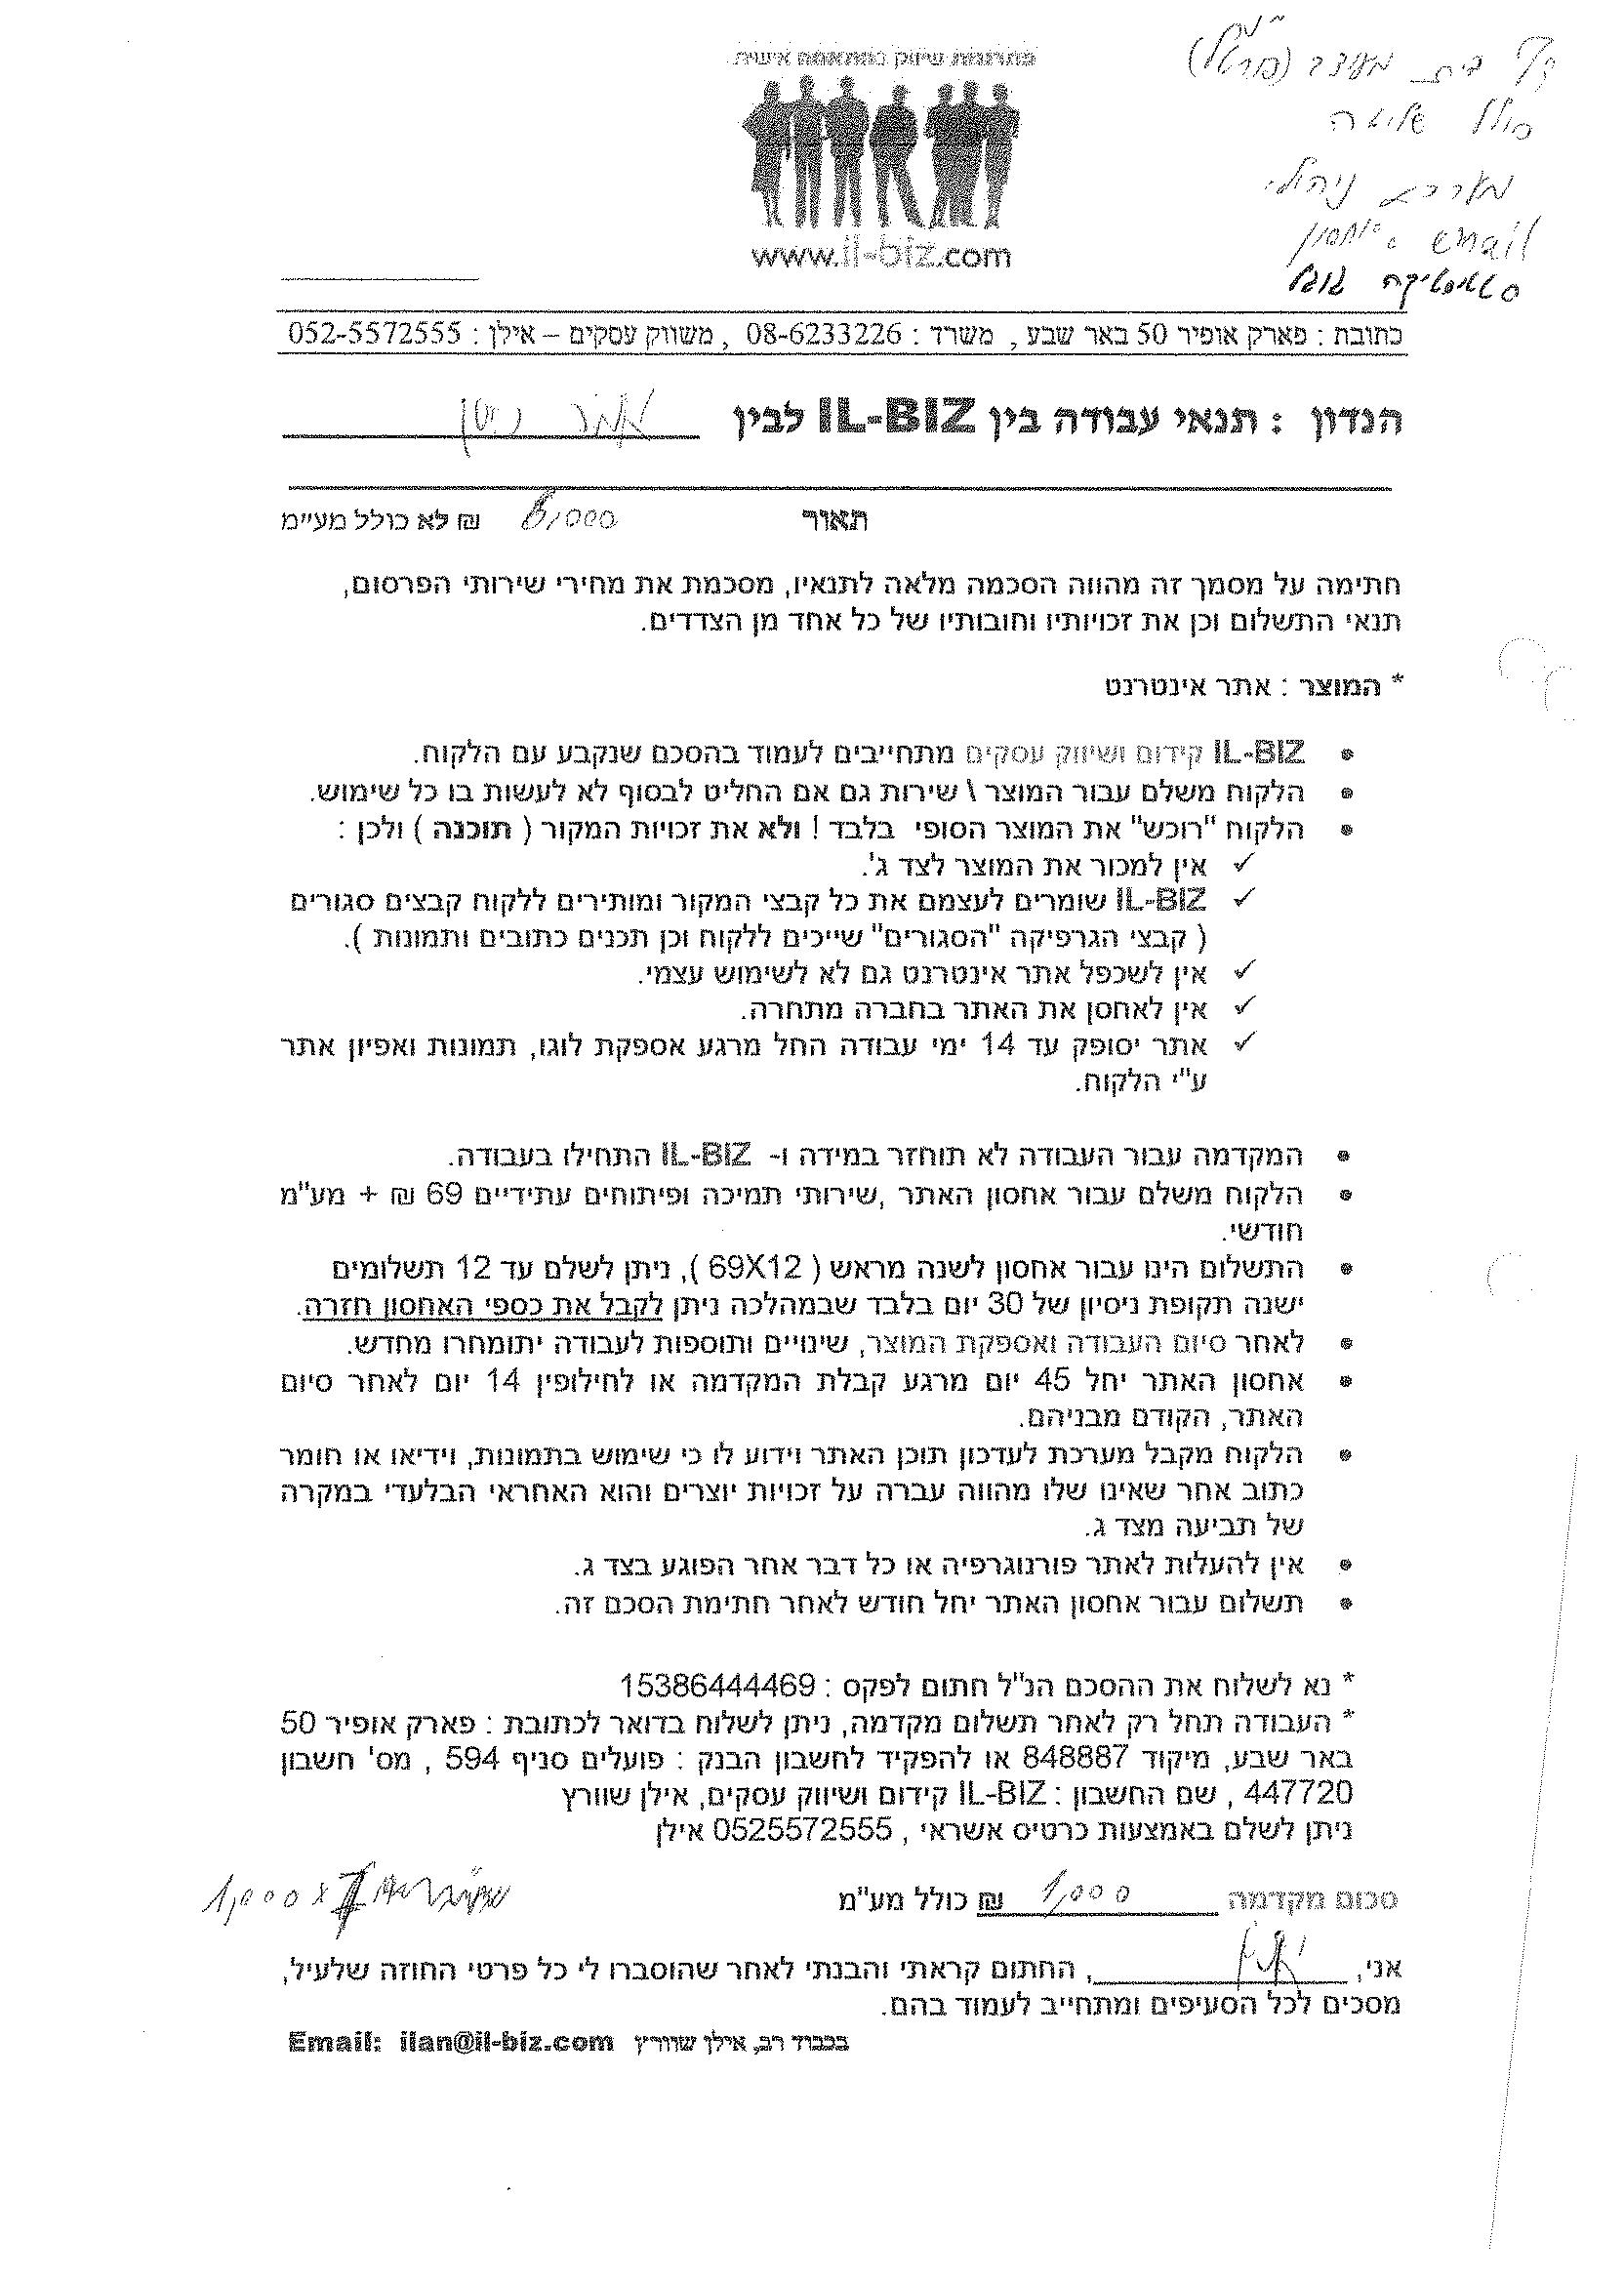 פתרונות שיווק בהתאמה אישית
www.il-biz.com
דף בית מעוצב (פורטל)
כולל
מערכת ניהול
email
סטטיסטיקה גוגל
כתובת : פארק אופיר 50 באר שבע , משרד : 08-6233226 , משווק עסקים – אילן : 052-5572555
הנדון : תנאי עבודה בין IL-BIZ לבין
תאור 8,000 ₪ לא כולל מע״מ
חתימה על מסמך זה מהווה הסכמה מלאה לתנאיו, מסכמת את מחירי שירותי הפרסום,
תנאי התשלום וכן את זכויותיו וחובותיו של כל אחד מן הצדדים.
* המוצר : אתר אינטרנט
• IL-BIZ קידום ושיווק עסקים מתחייבים לעמוד בהסכם שנקבע עם הלקוח.
• הלקוח משלם עבור המוצר \ שירות גם אם החליט לבסוף לא לעשות בו כל שימוש.
• הלקוח "רוכש" את המוצר הסופי בלבד ! ולא את זכויות המקור ( תוכנה ) ולכן :
✓ אין למכור את המוצר לצד ג'.
✓ IL-BIZ שומרים לעצמם את כל קבצי המקור ומותירים ללקוח קבצים סגורים
( קבצי הגרפיקה "הסגורים" שייכים ללקוח וכן תכנים כתובים ותמונות ).
✓ אין לשכפל אתר אינטרנט גם לא לשימוש עצמי.
✓ אין לאחסן את האתר בחברה מתחרה.
✓ אתר יסופק עד 14 ימי עבודה החל מרגע אספקת לוגו, תמונות ואפיון אתר
ע"י הלקוח.
• המקדמה עבור העבודה לא תוחזר במידה ו- IL-BIZ התחילו בעבודה.
• הלקוח משלם עבור אחסון האתר ,שירותי תמיכה ופיתוחים עתידיים 69 ₪ + מע"מ
חודשי.
• התשלום הינו עבור אחסון לשנה מראש ( 69X12 ), ניתן לשלם עד 12 תשלומים
ישנה תקופת ניסיון של 30 יום בלבד שבמהלכה ניתן לקבל את כספי האחסון חזרה.
• לאחר סיום העבודה ואספקת המוצר, שינויים ותוספות לעבודה יתומחרו מחדש.
• אחסון האתר יחל 45 יום מרגע קבלת המקדמה או לחילופין 14 יום לאחר סיום
האתר, הקודם מבניהם.
• הלקוח מקבל מערכת לעדכון תוכן האתר וידוע לו כי שימוש בתמונות, וידיאו או חומר
כתוב אחר שאינו שלו מהווה עברה על זכויות יוצרים והוא האחראי הבלעדי במקרה
של תביעה מצד ג.
• אין להעלות לאתר פורנוגרפיה או כל דבר אחר הפוגע בצד ג.
• תשלום עבור אחסון האתר יחל חודש לאחר חתימת הסכם זה.
* נא לשלוח את ההסכם הנ"ל חתום לפקס : 15386444469
* העבודה תחל רק לאחר תשלום מקדמה, ניתן לשלוח בדואר לכתובת : פארק אופיר 50
באר שבע, מיקוד 848887 או להפקיד לחשבון הבנק : פועלים סניף 594 , מס' חשבון
447720 , שם החשבון : IL-BIZ קידום ושיווק עסקים, אילן שוורץ
ניתן לשלם באמצעות כרטיס אשראי , 0525572555 אילן
סכום מקדמה 1,000 ₪ כולל מע"מ
1,000 x
אני, , החתום קראתי והבנתי לאחר שהוסברו לי כל פרטי החוזה שלעיל,
מסכים לכל הסעיפים ומתחייב לעמוד בהם.
בכבוד רב, אילן שוורץ Email: ilan@il-biz.com